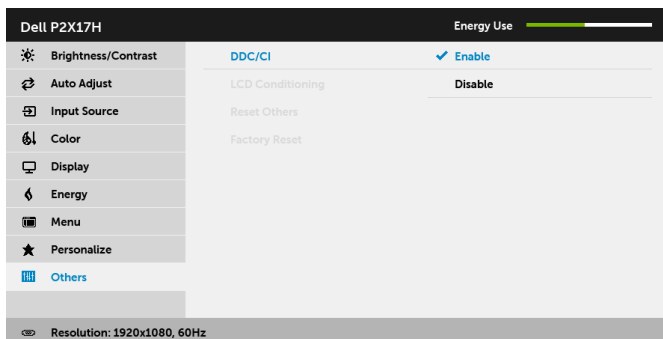 Dell P2X17H
Energy Use
Brightness/Contrast
DDC/CI
Enable
Auto Adjust
LCD Conditioning
Disable
Input Source
Reset Others
Color
Factory Reset
Display
Energy
Menu
Personalize
Others
Resolution: 1920x1080, 60Hz